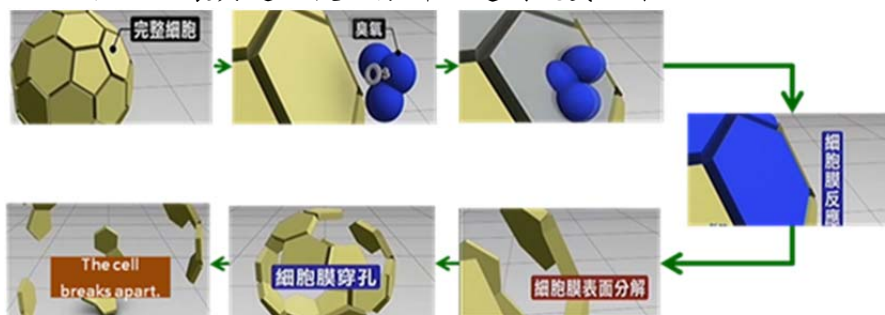 完整細胞
臭氧
O₃
細胞膜反應
細胞膜表面分解
細胞膜穿孔
The cell
breaks apart.